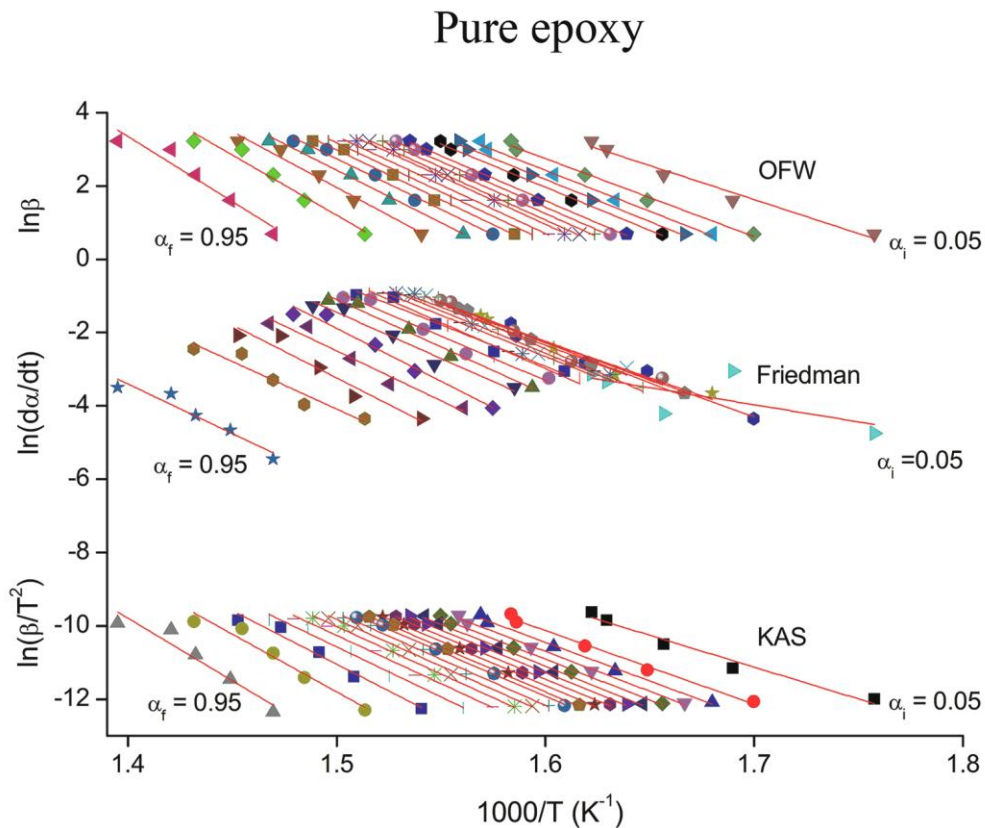 Pure epoxy
4
2
0
-2
-4
-6
-8
-10
-12
lnβ
ln(dα/dt)
ln(β/T²)
OFW
α_f = 0.95
α_i = 0.05
Friedman
α_f = 0.95
α_i =0.05
KAS
α_f = 0.95
α_i = 0.05
1.4
1.5
1.6
1.7
1.8
1000/T (K⁻¹)